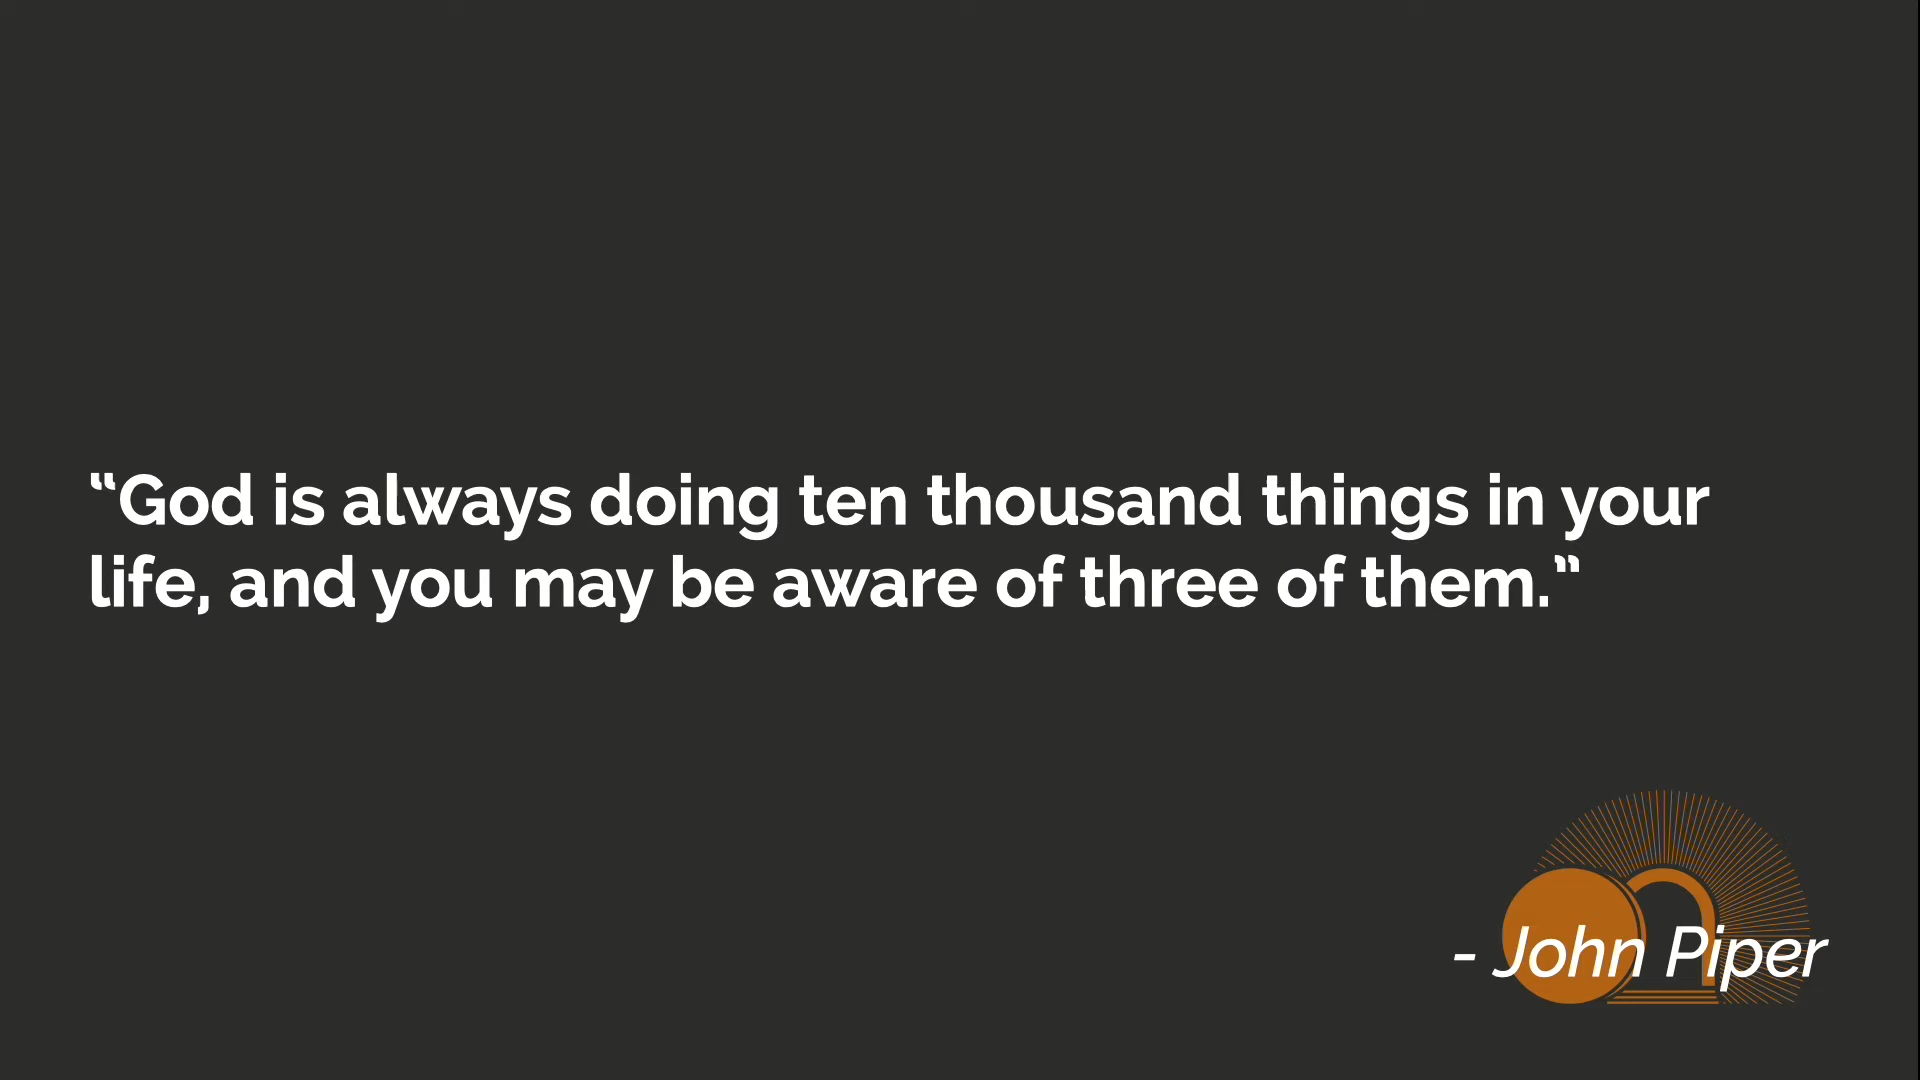 “God is always doing ten thousand things in your
life, and you may be aware of three of them.”
- John Piper